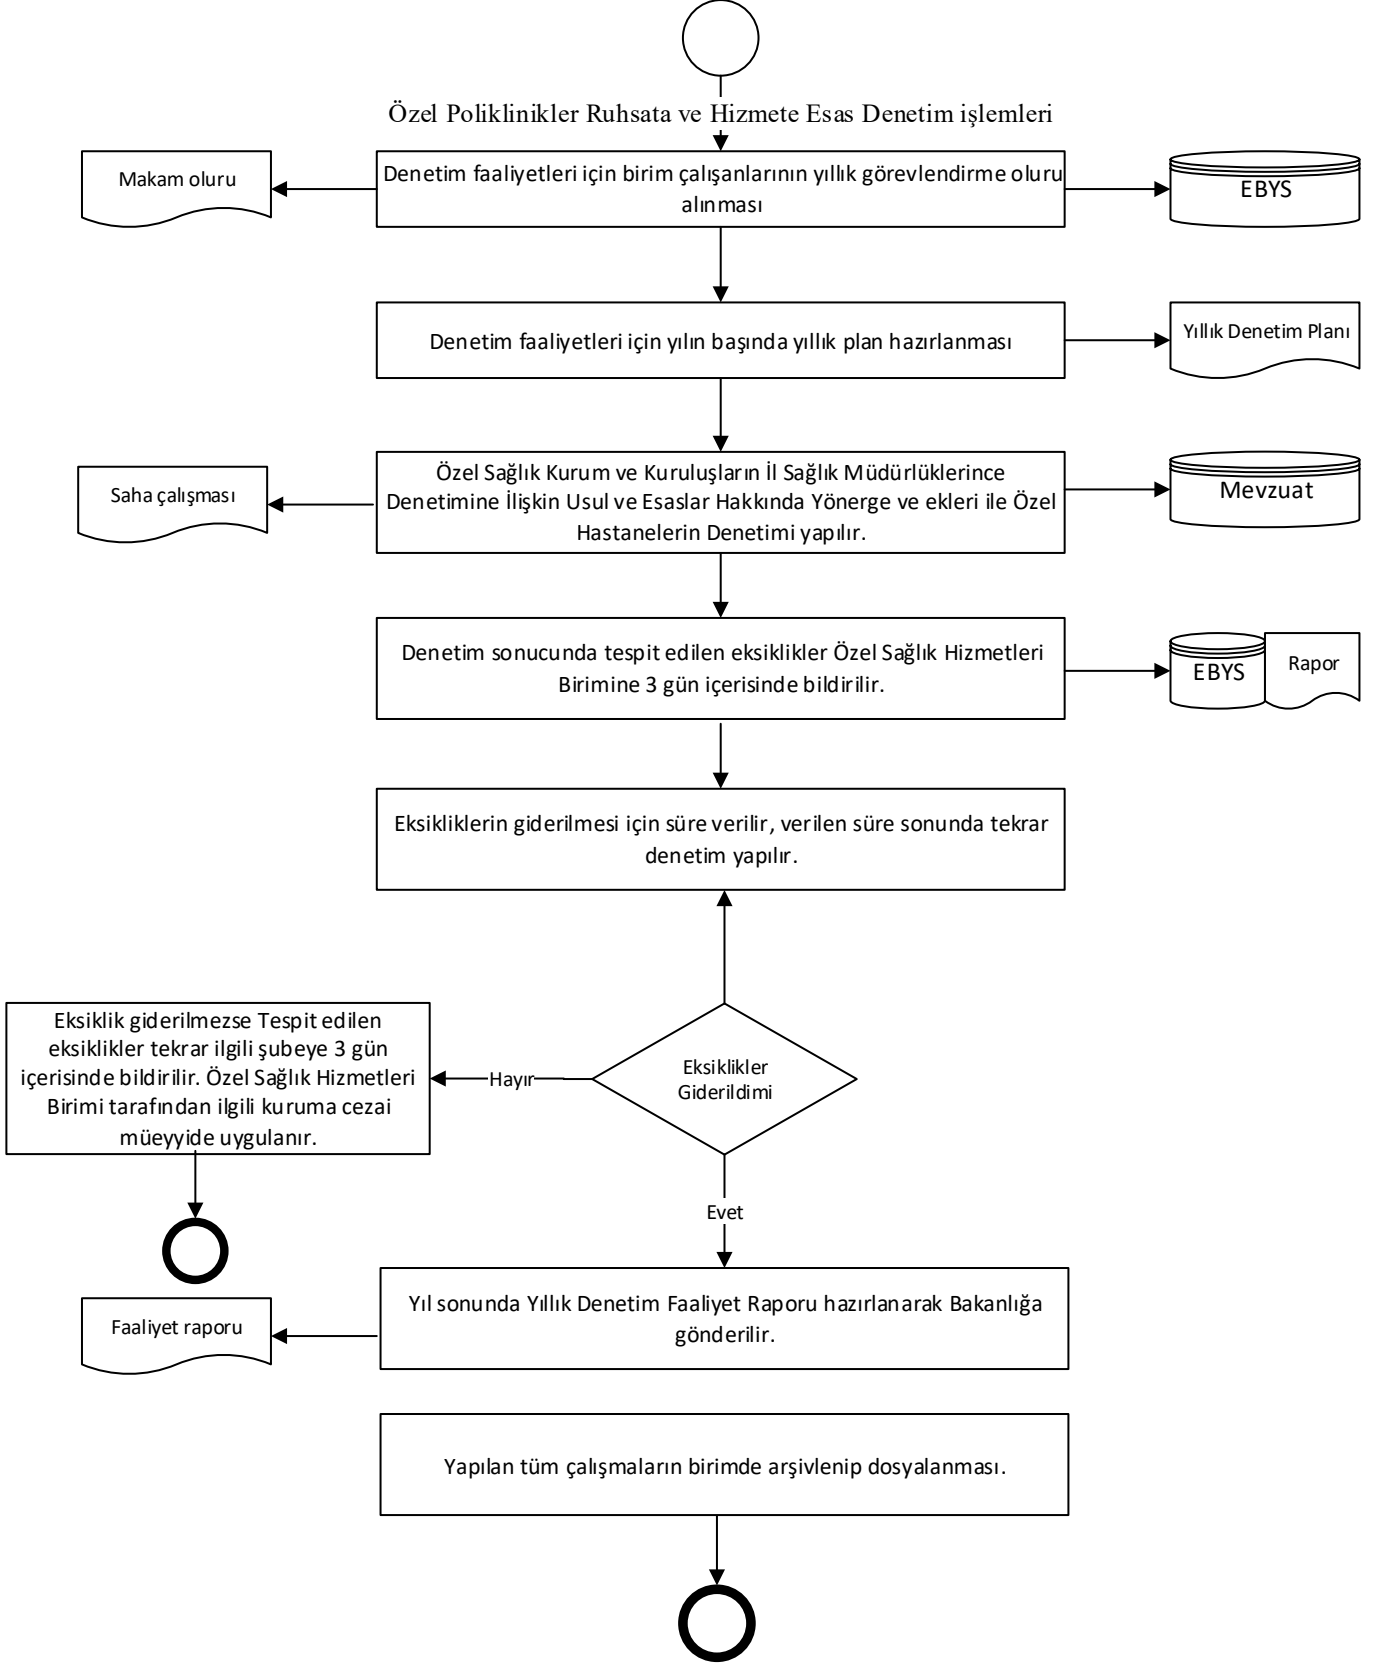 Özel Poliklinikler Ruhsata ve Hizmete Esas Denetim işlemleri
Makam oluru
Denetim faaliyetleri için birim çalışanlarının yıllık görevlendirme oluru
alınması
EBYS
Denetim faaliyetleri için yılın başında yıllık plan hazırlanması
Yıllık Denetim Planı
Saha çalışması
Özel Sağlık Kurum ve Kuruluşların İl Sağlık Müdürlüklerince
Denetimine İlişkin Usul ve Esaslar Hakkında Yönerge ve ekleri ile Özel
Hastanelerin Denetimi yapılır.
Mevzuat
Denetim sonucunda tespit edilen eksiklikler Özel Sağlık Hizmetleri
Birimine 3 gün içerisinde bildirilir.
EBYS
Rapor
Eksikliklerin giderilmesi için süre verilir, verilen süre sonunda tekrar
denetim yapılır.
Eksiklik giderilmezse Tespit edilen
eksiklikler tekrar ilgili şubeye 3 gün
içerisinde bildirilir. Özel Sağlık Hizmetleri
Birimi tarafından ilgili kuruma cezai
müeyyide uygulanır.
Hayır
Eksiklikler
Giderildimi
Evet
Faaliyet raporu
Yıl sonunda Yıllık Denetim Faaliyet Raporu hazırlanarak Bakanlığa
gönderilir.
Yapılan tüm çalışmaların birimde arşivlenip dosyalanması.